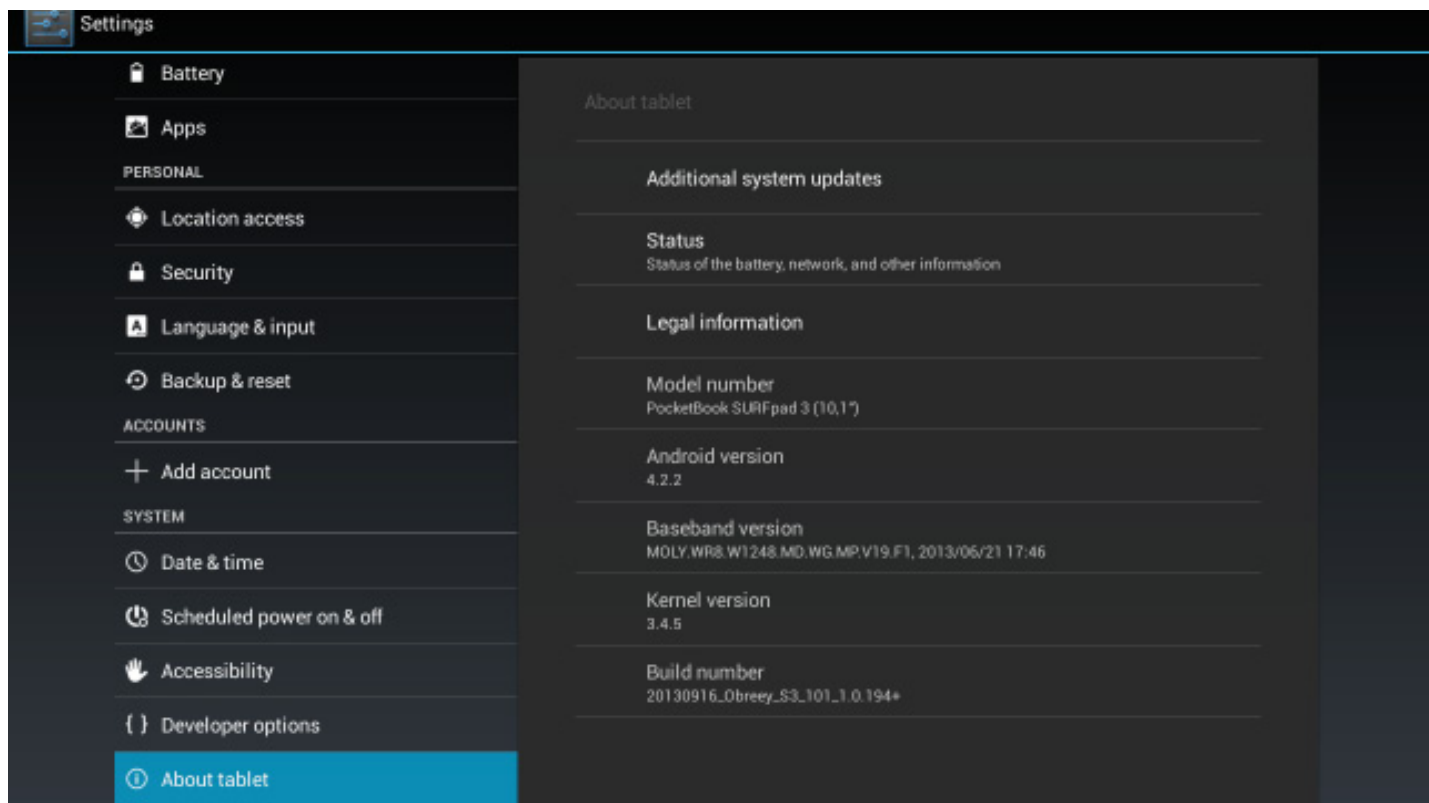 Settings
Battery
Apps
PERSONAL
Location access
Security
Language & input
Backup & reset
ACCOUNTS
Add account
SYSTEM
Date & time
Scheduled power on & off
Accessibility
{ } Developer options
About tablet
About tablet
Additional system updates
Status
Status of the battery, network, and other information
Legal information
Model number
PocketBook SURFpad 3 (10,1")
Android version
4.2.2
Baseband version
MOLY.WR8.W1248.MD.WG.MP.V19.F1, 2013/06/21 17:46
Kernel version
3.4.5
Build number
20130916_Obreey_S3_101_1.0.194+